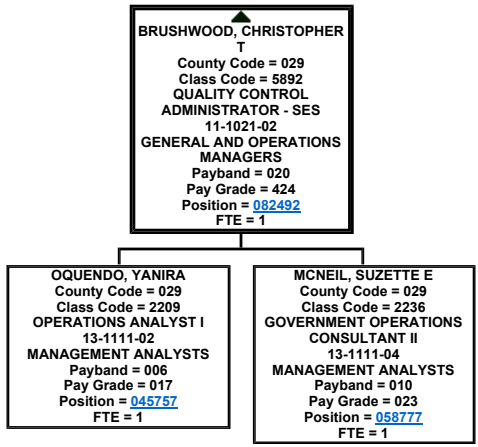 BRUSHWOOD, CHRISTOPHER
T
County Code = 029
Class Code = 5892
QUALITY CONTROL
ADMINISTRATOR - SES
11-1021-02
GENERAL AND OPERATIONS
MANAGERS
Payband = 020
Pay Grade = 424
Position = 082492
FTE = 1
OQUENDO, YANIRA
County Code = 029
Class Code = 2209
OPERATIONS ANALYST I
13-1111-02
MANAGEMENT ANALYSTS
Payband = 006
Pay Grade = 017
Position = 045757
FTE = 1
MCNEIL, SUZETTE E
County Code = 029
Class Code = 2236
GOVERNMENT OPERATIONS
CONSULTANT II
13-1111-04
MANAGEMENT ANALYSTS
Payband = 010
Pay Grade = 023
Position = 058777
FTE = 1